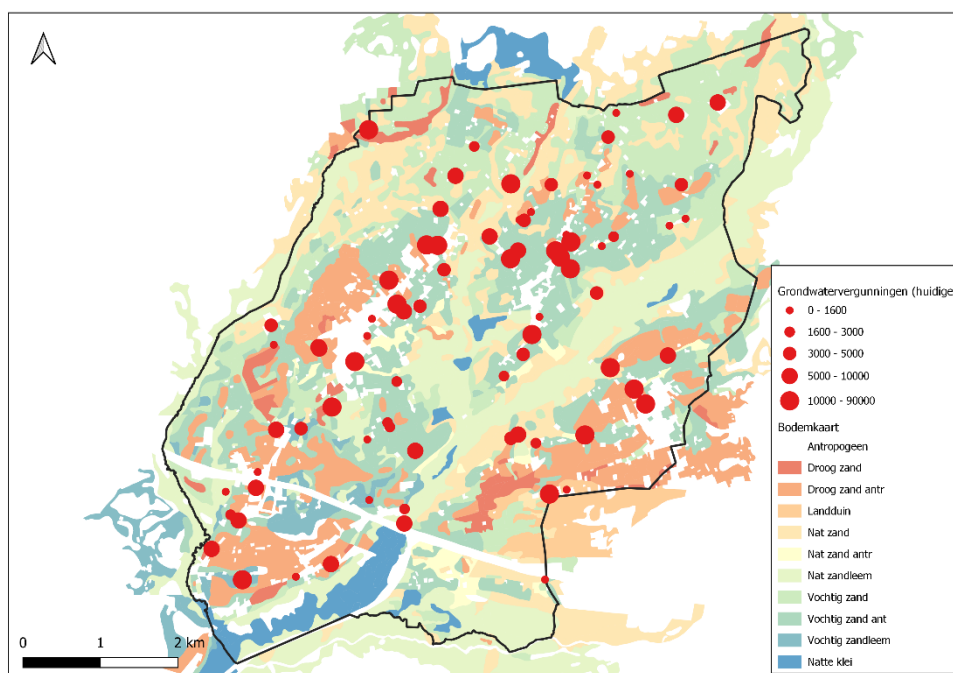 Grondwatervergunningen (huidige
0 - 1600
1600 - 3000
3000 - 5000
5000 - 10000
10000 - 90000
Bodemkaart
Antropogeen
Droog zand
Droog zand antr
Landduin
Nat zand
Nat zand antr
Nat zandleem
Vochtig zand
Vochtig zand ant
Vochtig zandleem
Natte klei
0 1 2 km